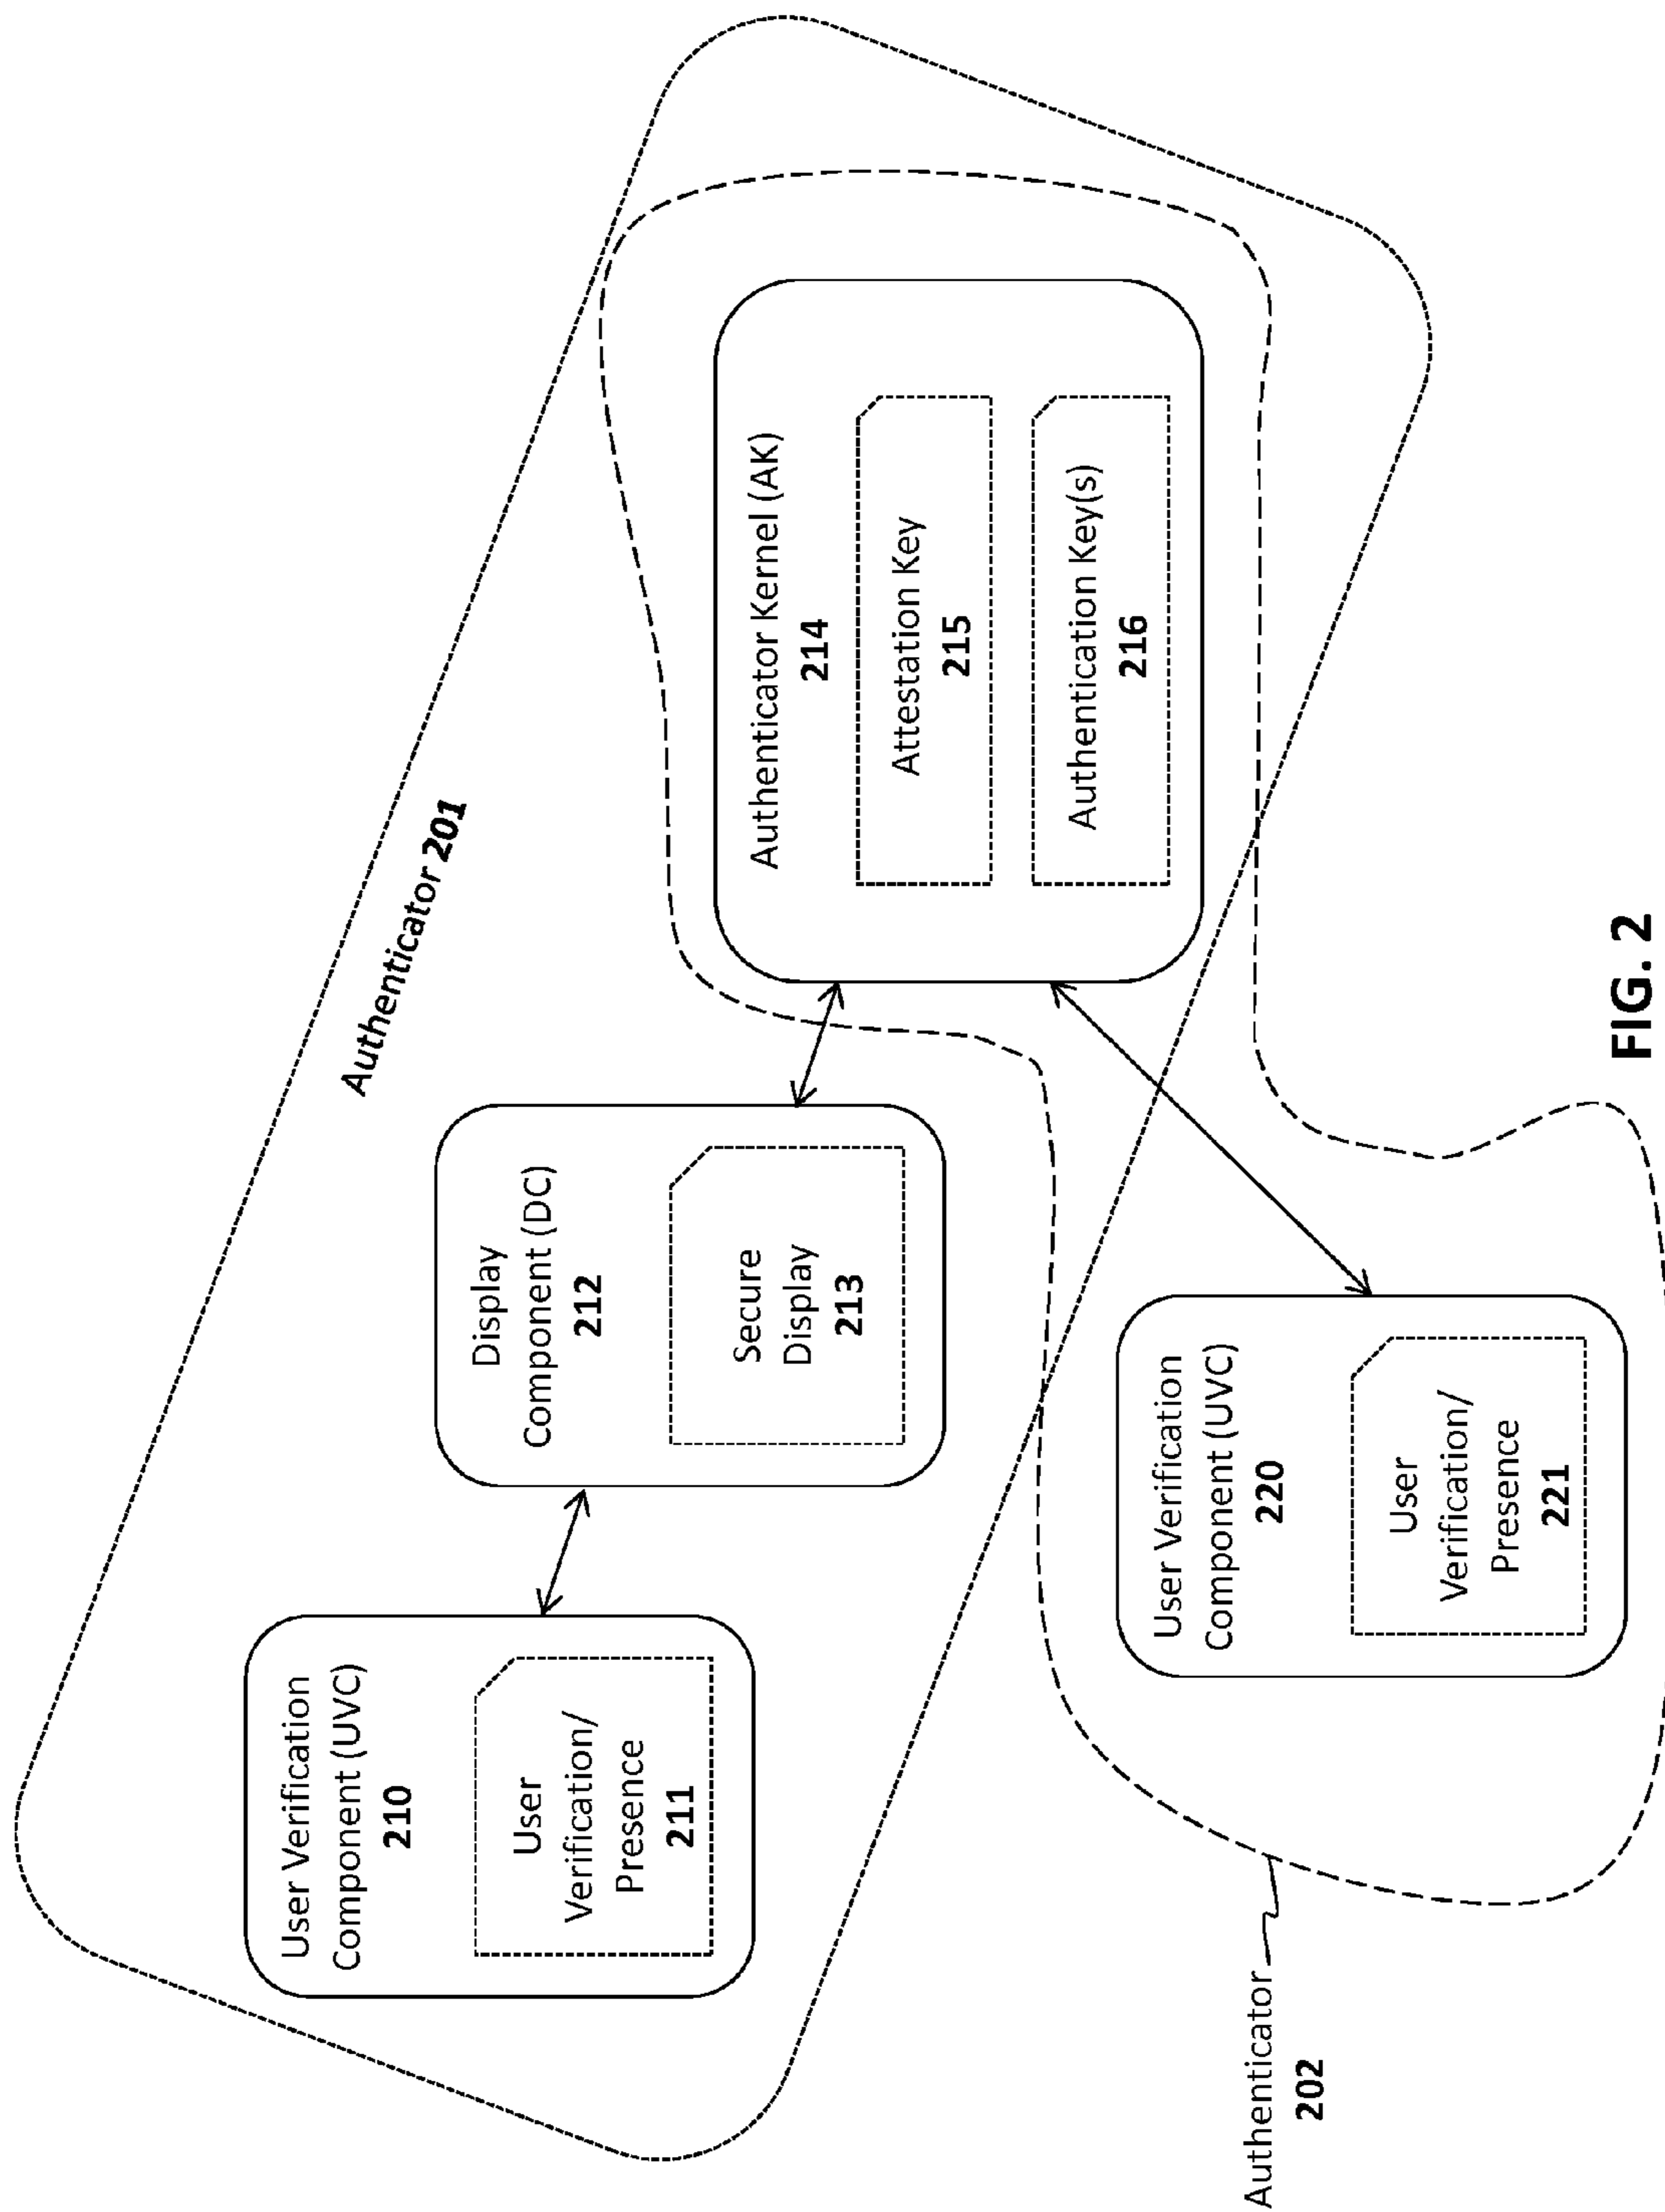 Authenticator 201
User Verification
Component (UVC)
210
User
Verification/
Presence
211
Display
Component (DC)
212
Secure
Display
213
Authenticator Kernel (AK)
214
Attestation Key
215
Authentication Key(s)
216
User Verification
Component (UVC)
220
User
Verification/
Presence
221
Authenticator
202
FIG. 2